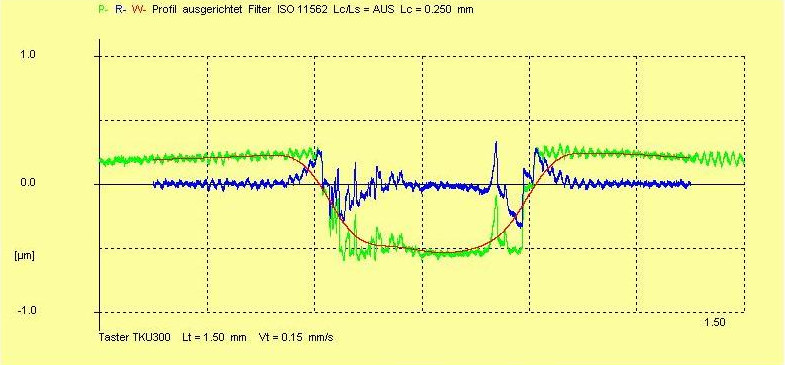 P- R- W- Profil ausgerichtet Filter ISO 11562 Lc/Ls = AUS Lc = 0.250 mm
1.0
0.0
[µm]
-1.0
1.50
Taster TKU300 Lt = 1.50 mm Vt = 0.15 mm/s